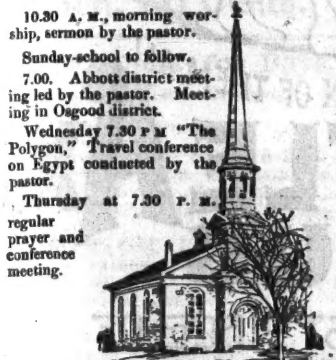 10.30 A. M., morning wor-
ship, sermon by the pastor.
Sunday-school to follow.
7.00. Abbott district meet-
ing led by the pastor. Meet-
ing in Osgood district.
Wednesday 7.30 P M "The
Polygon," Travel conference
on Egypt conducted by the
pastor.
Thursday at 7.30 P. M.
regular
prayer and
conference
meeting.